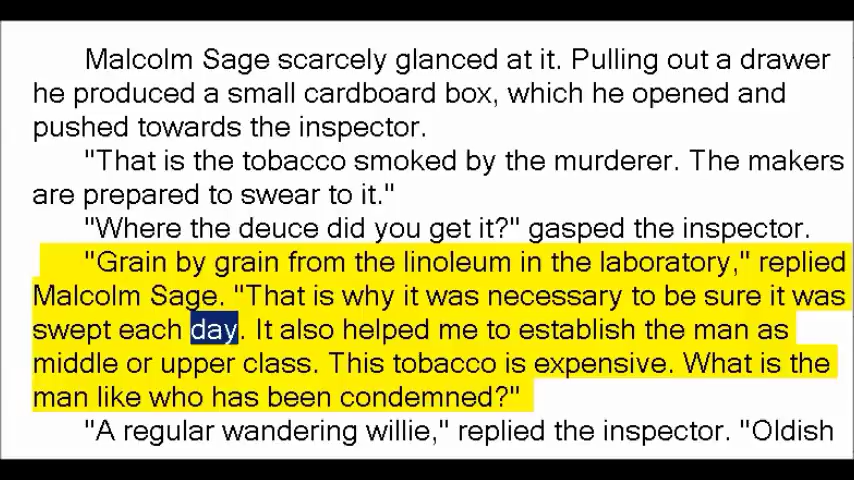 Malcolm Sage scarcely glanced at it. Pulling out a drawer
he produced a small cardboard box, which he opened and
pushed towards the inspector.
"That is the tobacco smoked by the murderer. The makers
are prepared to swear to it."
"Where the deuce did you get it?" gasped the inspector.
"Grain by grain from the linoleum in the laboratory," replied
Malcolm Sage. "That is why it was necessary to be sure it was
swept each day. It also helped me to establish the man as
middle or upper class. This tobacco is expensive. What is the
man like who has been condemned?"
"A regular wandering willie," replied the inspector. "Oldish